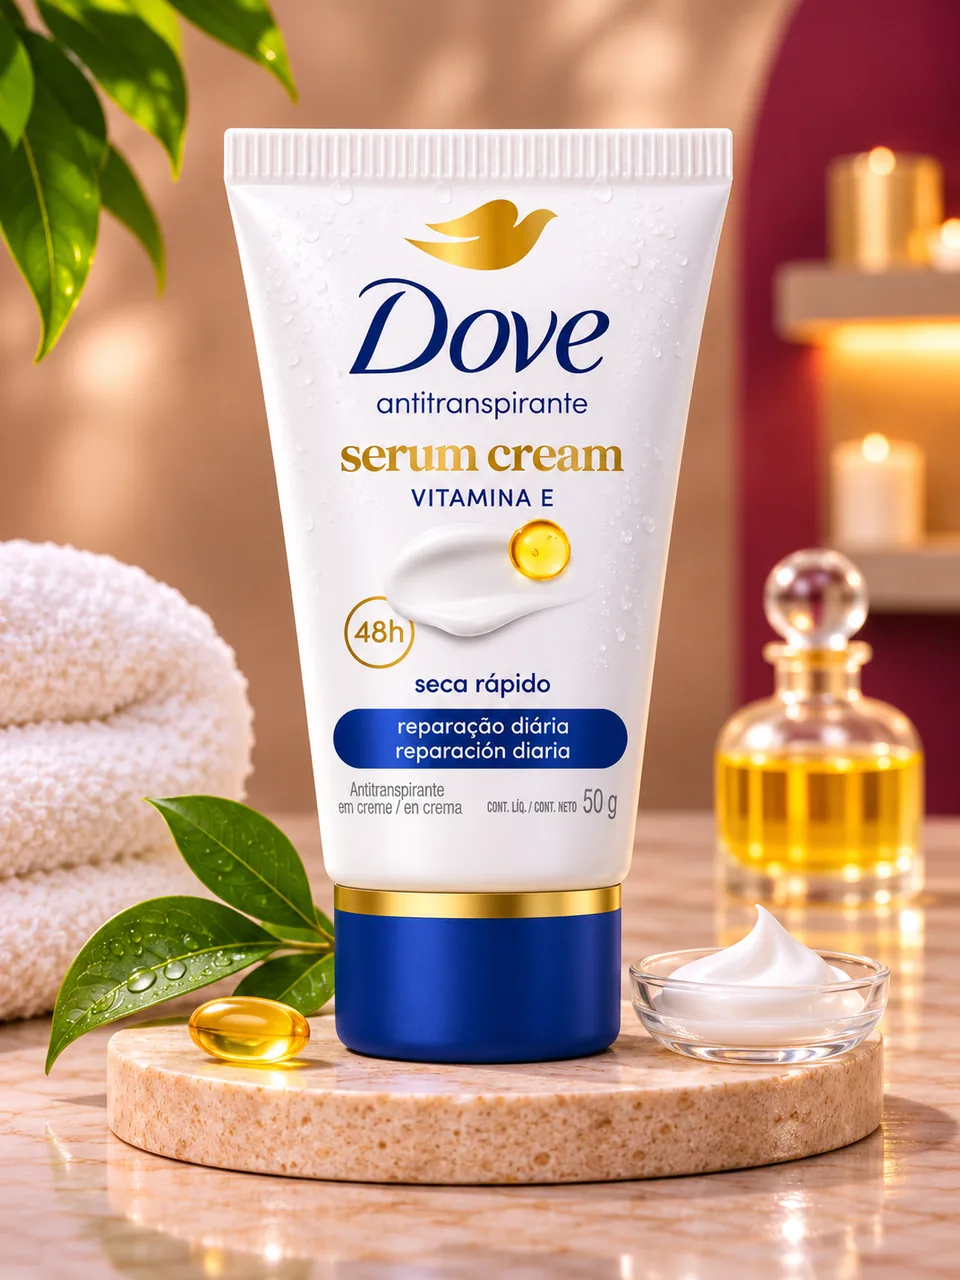 Dove
antitranspirante
serum cream
VITAMINA E
48h
seca rápido
reparação diária
reparación diaria
Antitranspirante
em creme / en crema
CONT. LÍQ. / CONT. NETO 50 g